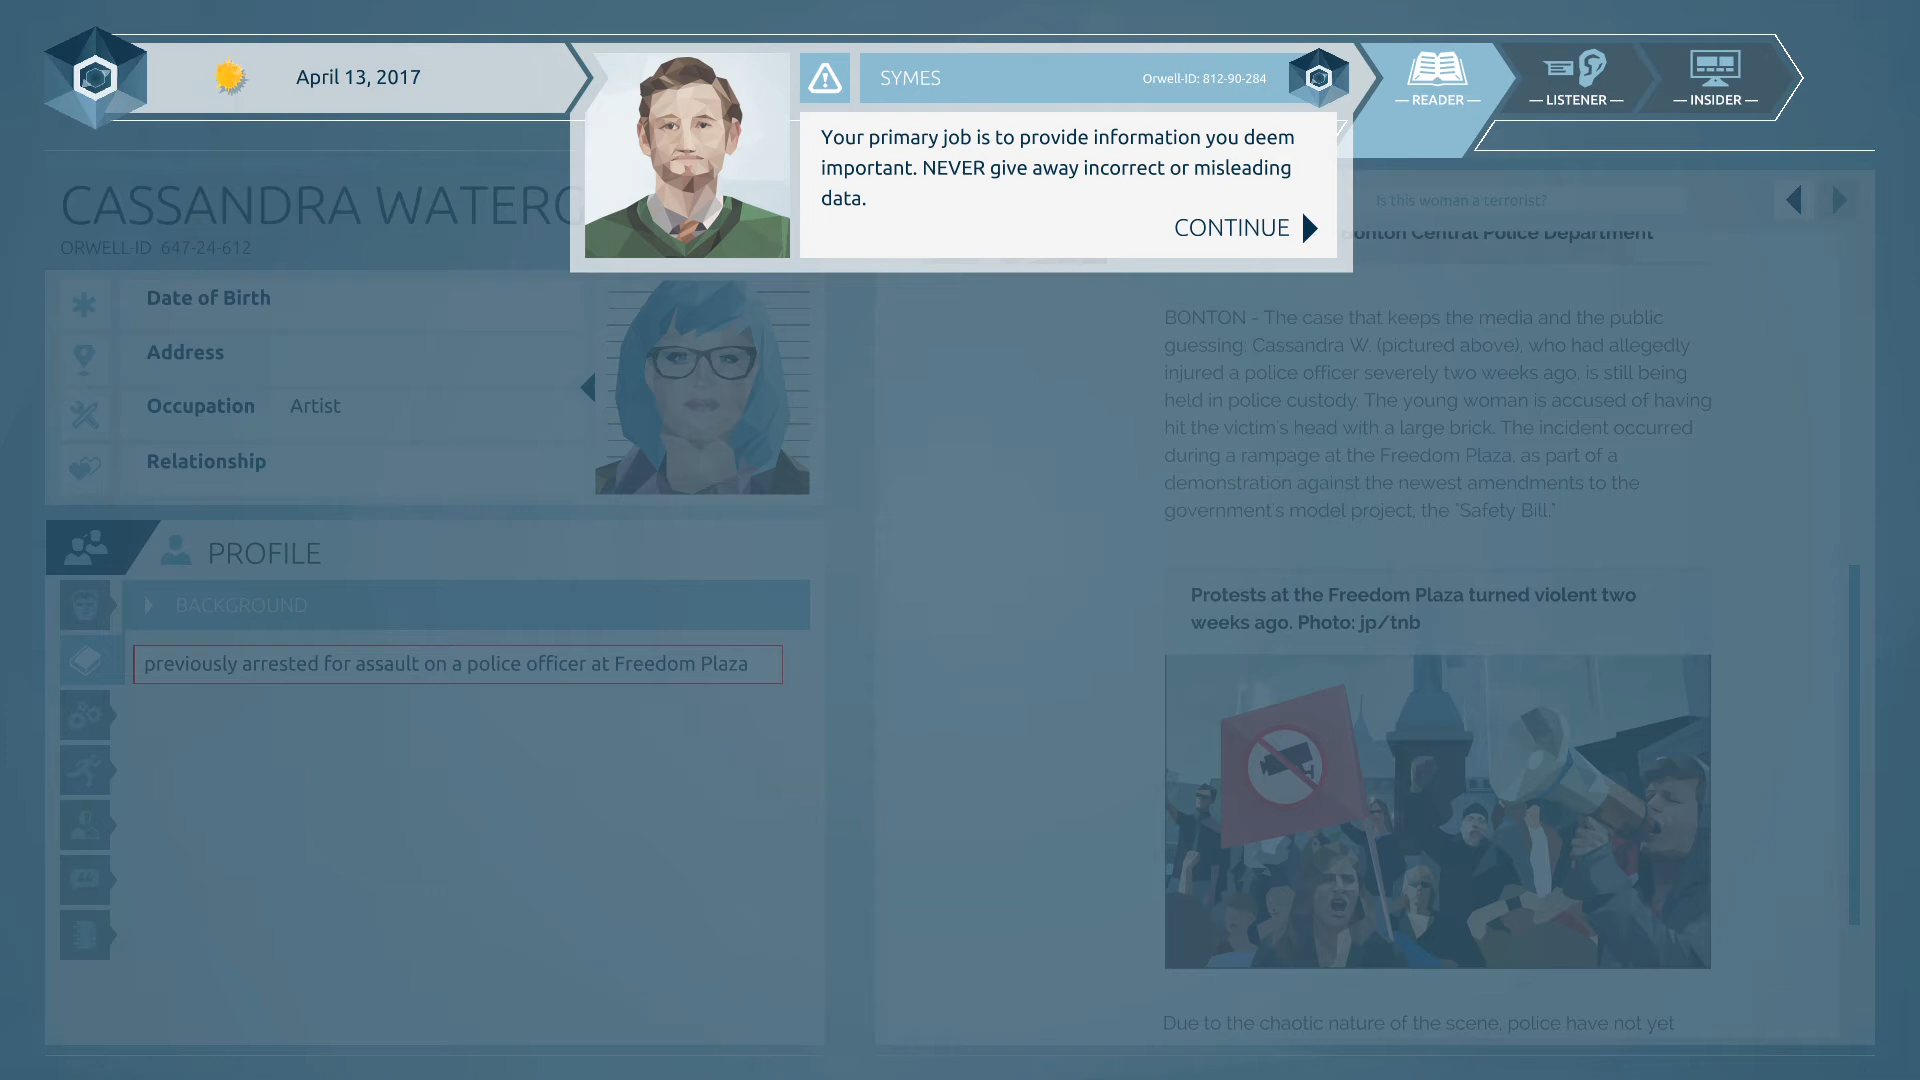 April 13, 2017
SYMES
Orwell-ID: 812-90-284
Your primary job is to provide information you deem
important. NEVER give away incorrect or misleading
data.
CONTINUE
READER
LISTENER
INSIDER
CASSANDRA WATERG
ORWELL-ID 647-24-612
Date of Birth
Address
Occupation Artist
Relationship
PROFILE
BACKGROUND
previously arrested for assault on a police officer at Freedom Plaza
Is this woman a terrorist?
Bonton Central Police Department
BONTON - The case that keeps the media and the public
guessing: Cassandra W. (pictured above), who had allegedly
injured a police officer severely two weeks ago, is still being
held in police custody. The young woman is accused of having
hit the victim's head with a large brick. The incident occurred
during a rampage at the Freedom Plaza, as part of a
demonstration against the newest amendments to the
government's model project, the "Safety Bill."
Protests at the Freedom Plaza turned violent two
weeks ago. Photo: jp/tnb
Due to the chaotic nature of the scene, police have not yet